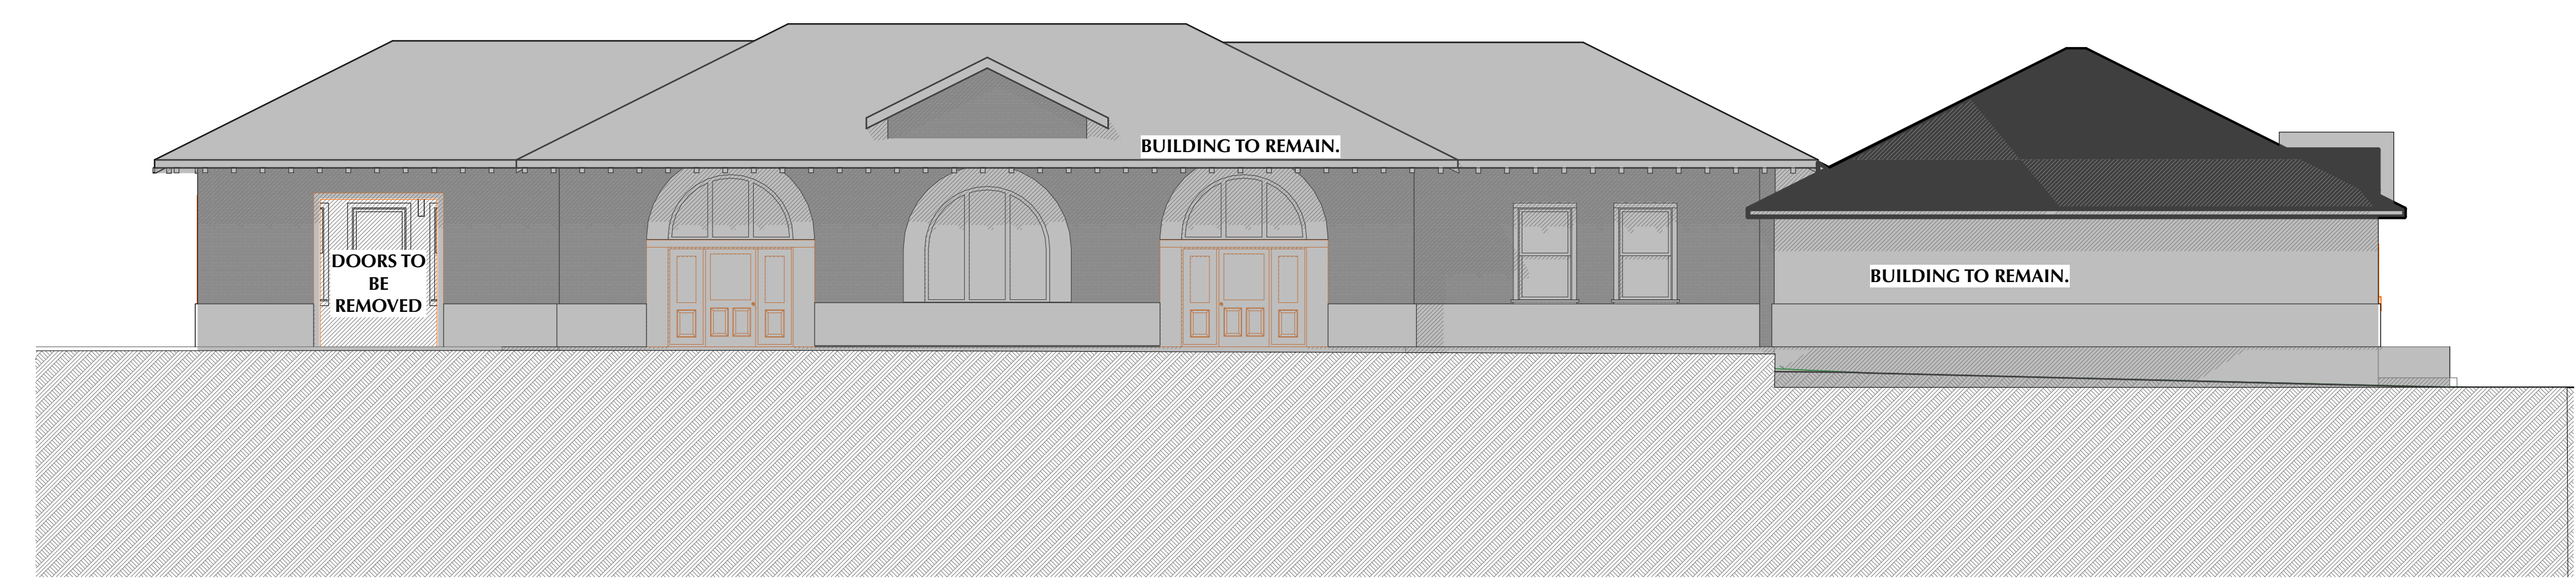 BUILDING TO REMAIN.
DOORS TO
BE
REMOVED
BUILDING TO REMAIN.